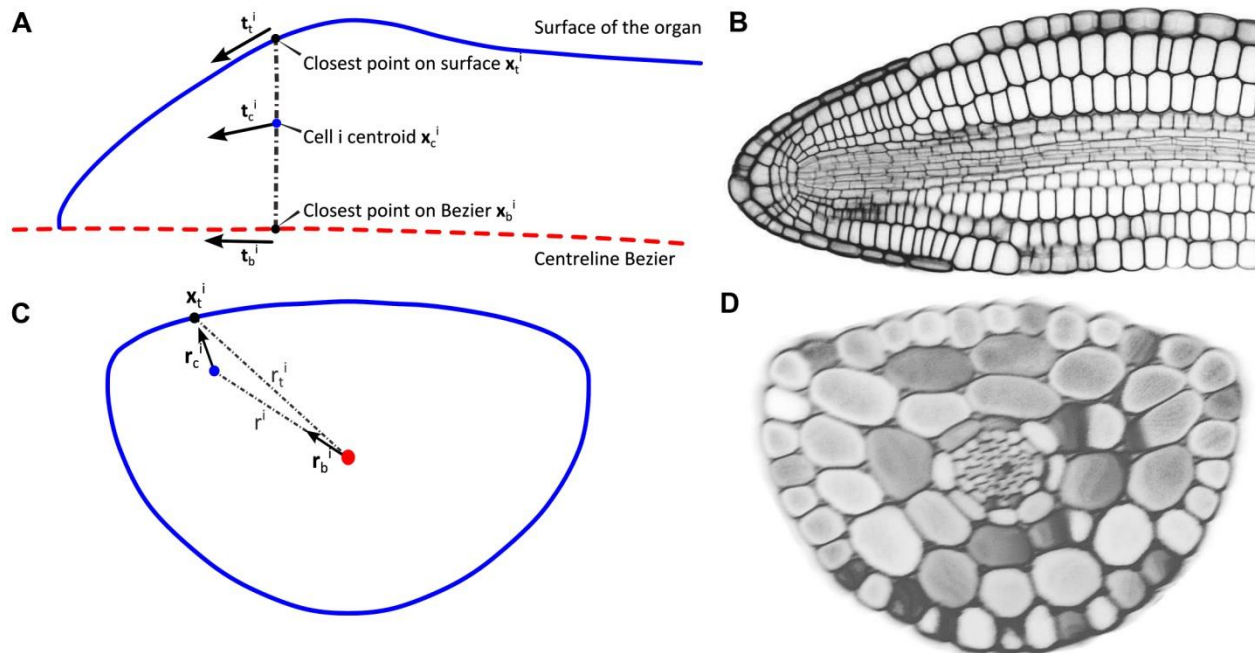 A
t_t^i
Surface of the organ
Closest point on surface x_t^i
t_c^i
Cell i centroid x_c^i
Closest point on Bezier x_b^i
t_b^i
Centreline Bezier
B
C
x_t^i
r_c^i
r_t^i
r^i
r_b^i
D